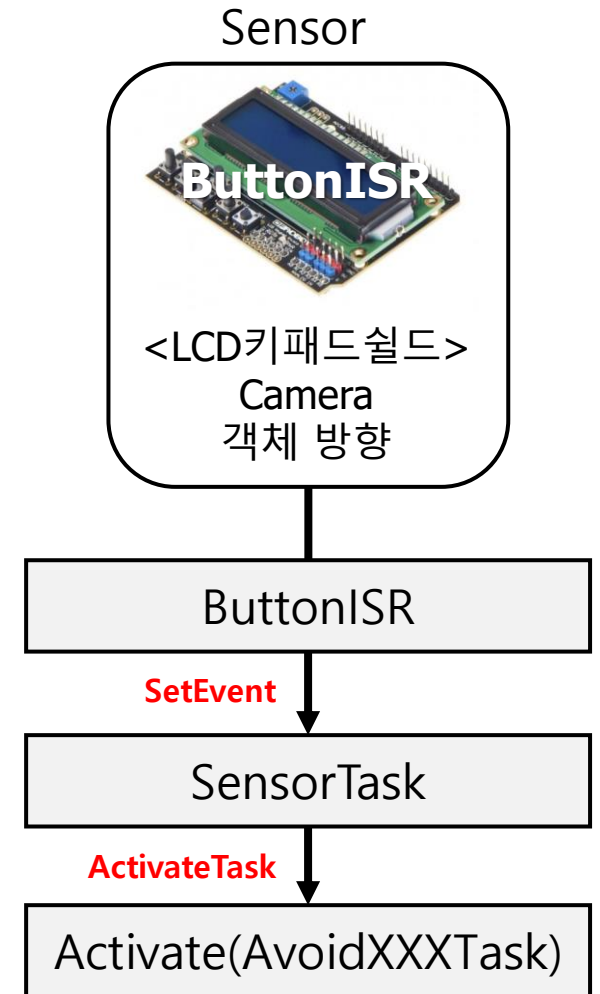 Sensor
ButtonISR
<LCD키패드쉴드>
Camera
객체 방향
ButtonISR
SetEvent
SensorTask
ActivateTask
Activate(AvoidXXXTask)